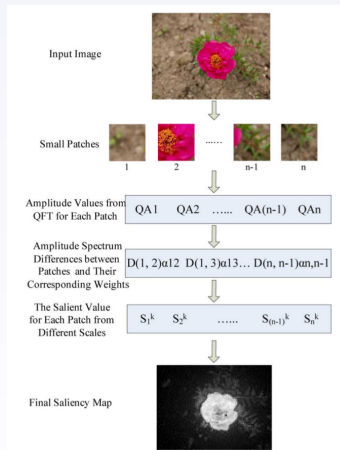 Input Image
Small Patches
......
1 2 n-1 n
Amplitude Values from
QFT for Each Patch
QA1 QA2 ...... QA(n-1) QAn
Amplitude Spectrum
Differences between
Patches and Their
Corresponding Weights
D(1, 2)α12 D(1, 3)α13... D(n, n-1)αn,n-1
The Salient Value
for Each Patch from
Different Scales
S₁ᵏ S₂ᵏ ...... S₍ₙ₋₁₎ᵏ Sₙᵏ
Final Saliency Map